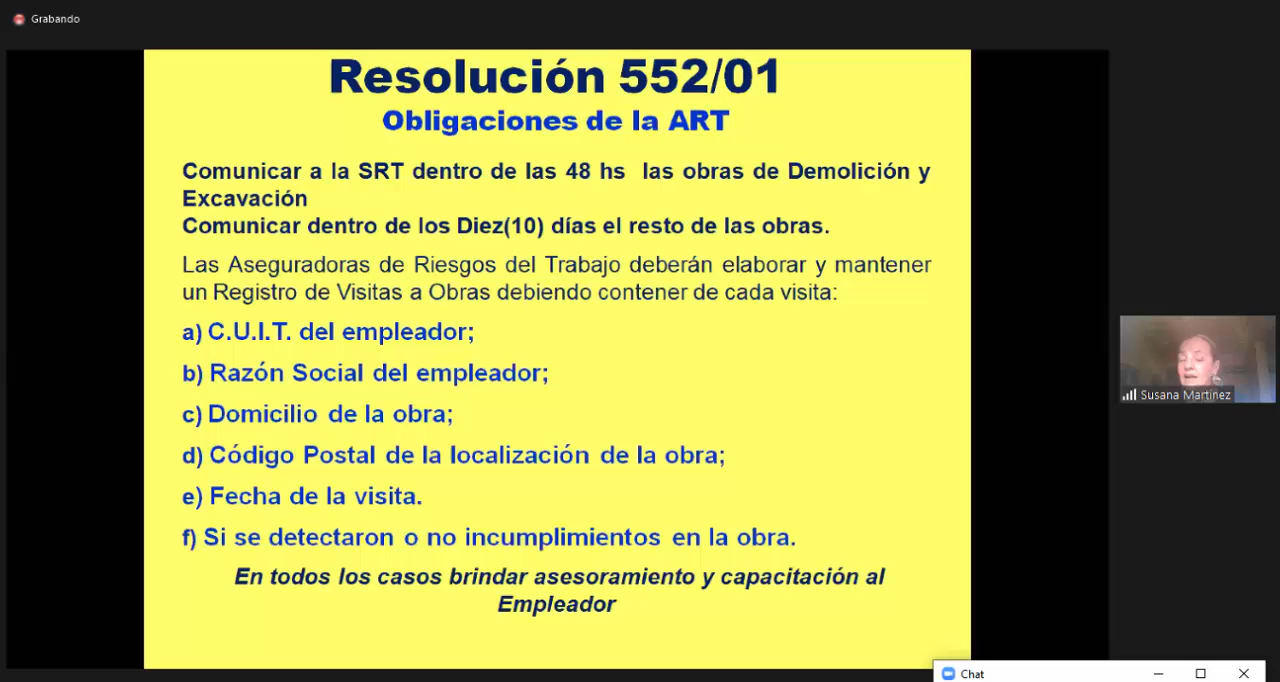 Grabando
Resolución 552/01
Obligaciones de la ART
Comunicar a la SRT dentro de las 48 hs las obras de Demolición y
Excavación
Comunicar dentro de los Diez(10) días el resto de las obras.
Las Aseguradoras de Riesgos del Trabajo deberán elaborar y mantener
un Registro de Visitas a Obras debiendo contener de cada visita:
a) C.U.I.T. del empleador;
b) Razón Social del empleador;
c) Domicilio de la obra;
d) Código Postal de la localización de la obra;
e) Fecha de la visita.
f) Si se detectaron o no incumplimientos en la obra.
En todos los casos brindar asesoramiento y capacitación al
Empleador
Susana Martinez
Chat